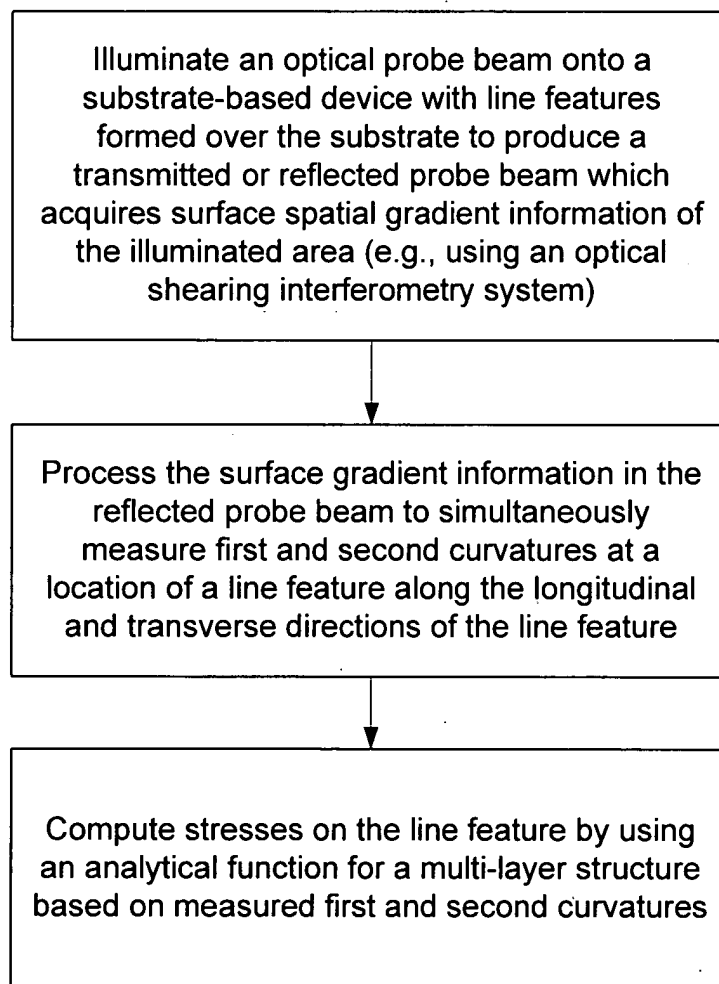 Illuminate an optical probe beam onto a
substrate-based device with line features
formed over the substrate to produce a
transmitted or reflected probe beam which
acquires surface spatial gradient information of
the illuminated area (e.g., using an optical
shearing interferometry system)
Process the surface gradient information in the
reflected probe beam to simultaneously
measure first and second curvatures at a
location of a line feature along the longitudinal
and transverse directions of the line feature
Compute stresses on the line feature by using
an analytical function for a multi-layer structure
based on measured first and second curvatures